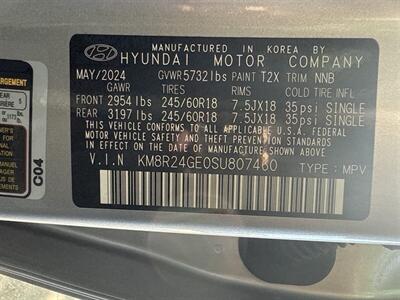 MANUFACTURED IN KOREA BY
HYUNDAI MOTOR COMPANY
MAY/2024 GVWR5732lbs PAINT T2X TRIM NNB
GAWR TIRES RIMS COLD TIRE INFL
FRONT 2954 lbs 245/60R18 7.5JX18 35psi SINGLE
REAR 3197 lbs 245/60R18 7.5JX18 35psi SINGLE
THIS VEHICLE CONFORMS TO ALL APPLICABLE U.S.A. FEDERAL
MOTOR VEHICLE SAFETY AND THEFT PREVENTION STANDARDS IN
EFFECT ON THE DATE OF MANUFACTURE SHOWN ABOVE
V.I.N KM8R24GE0SU807460 TYPE: MPV
C04